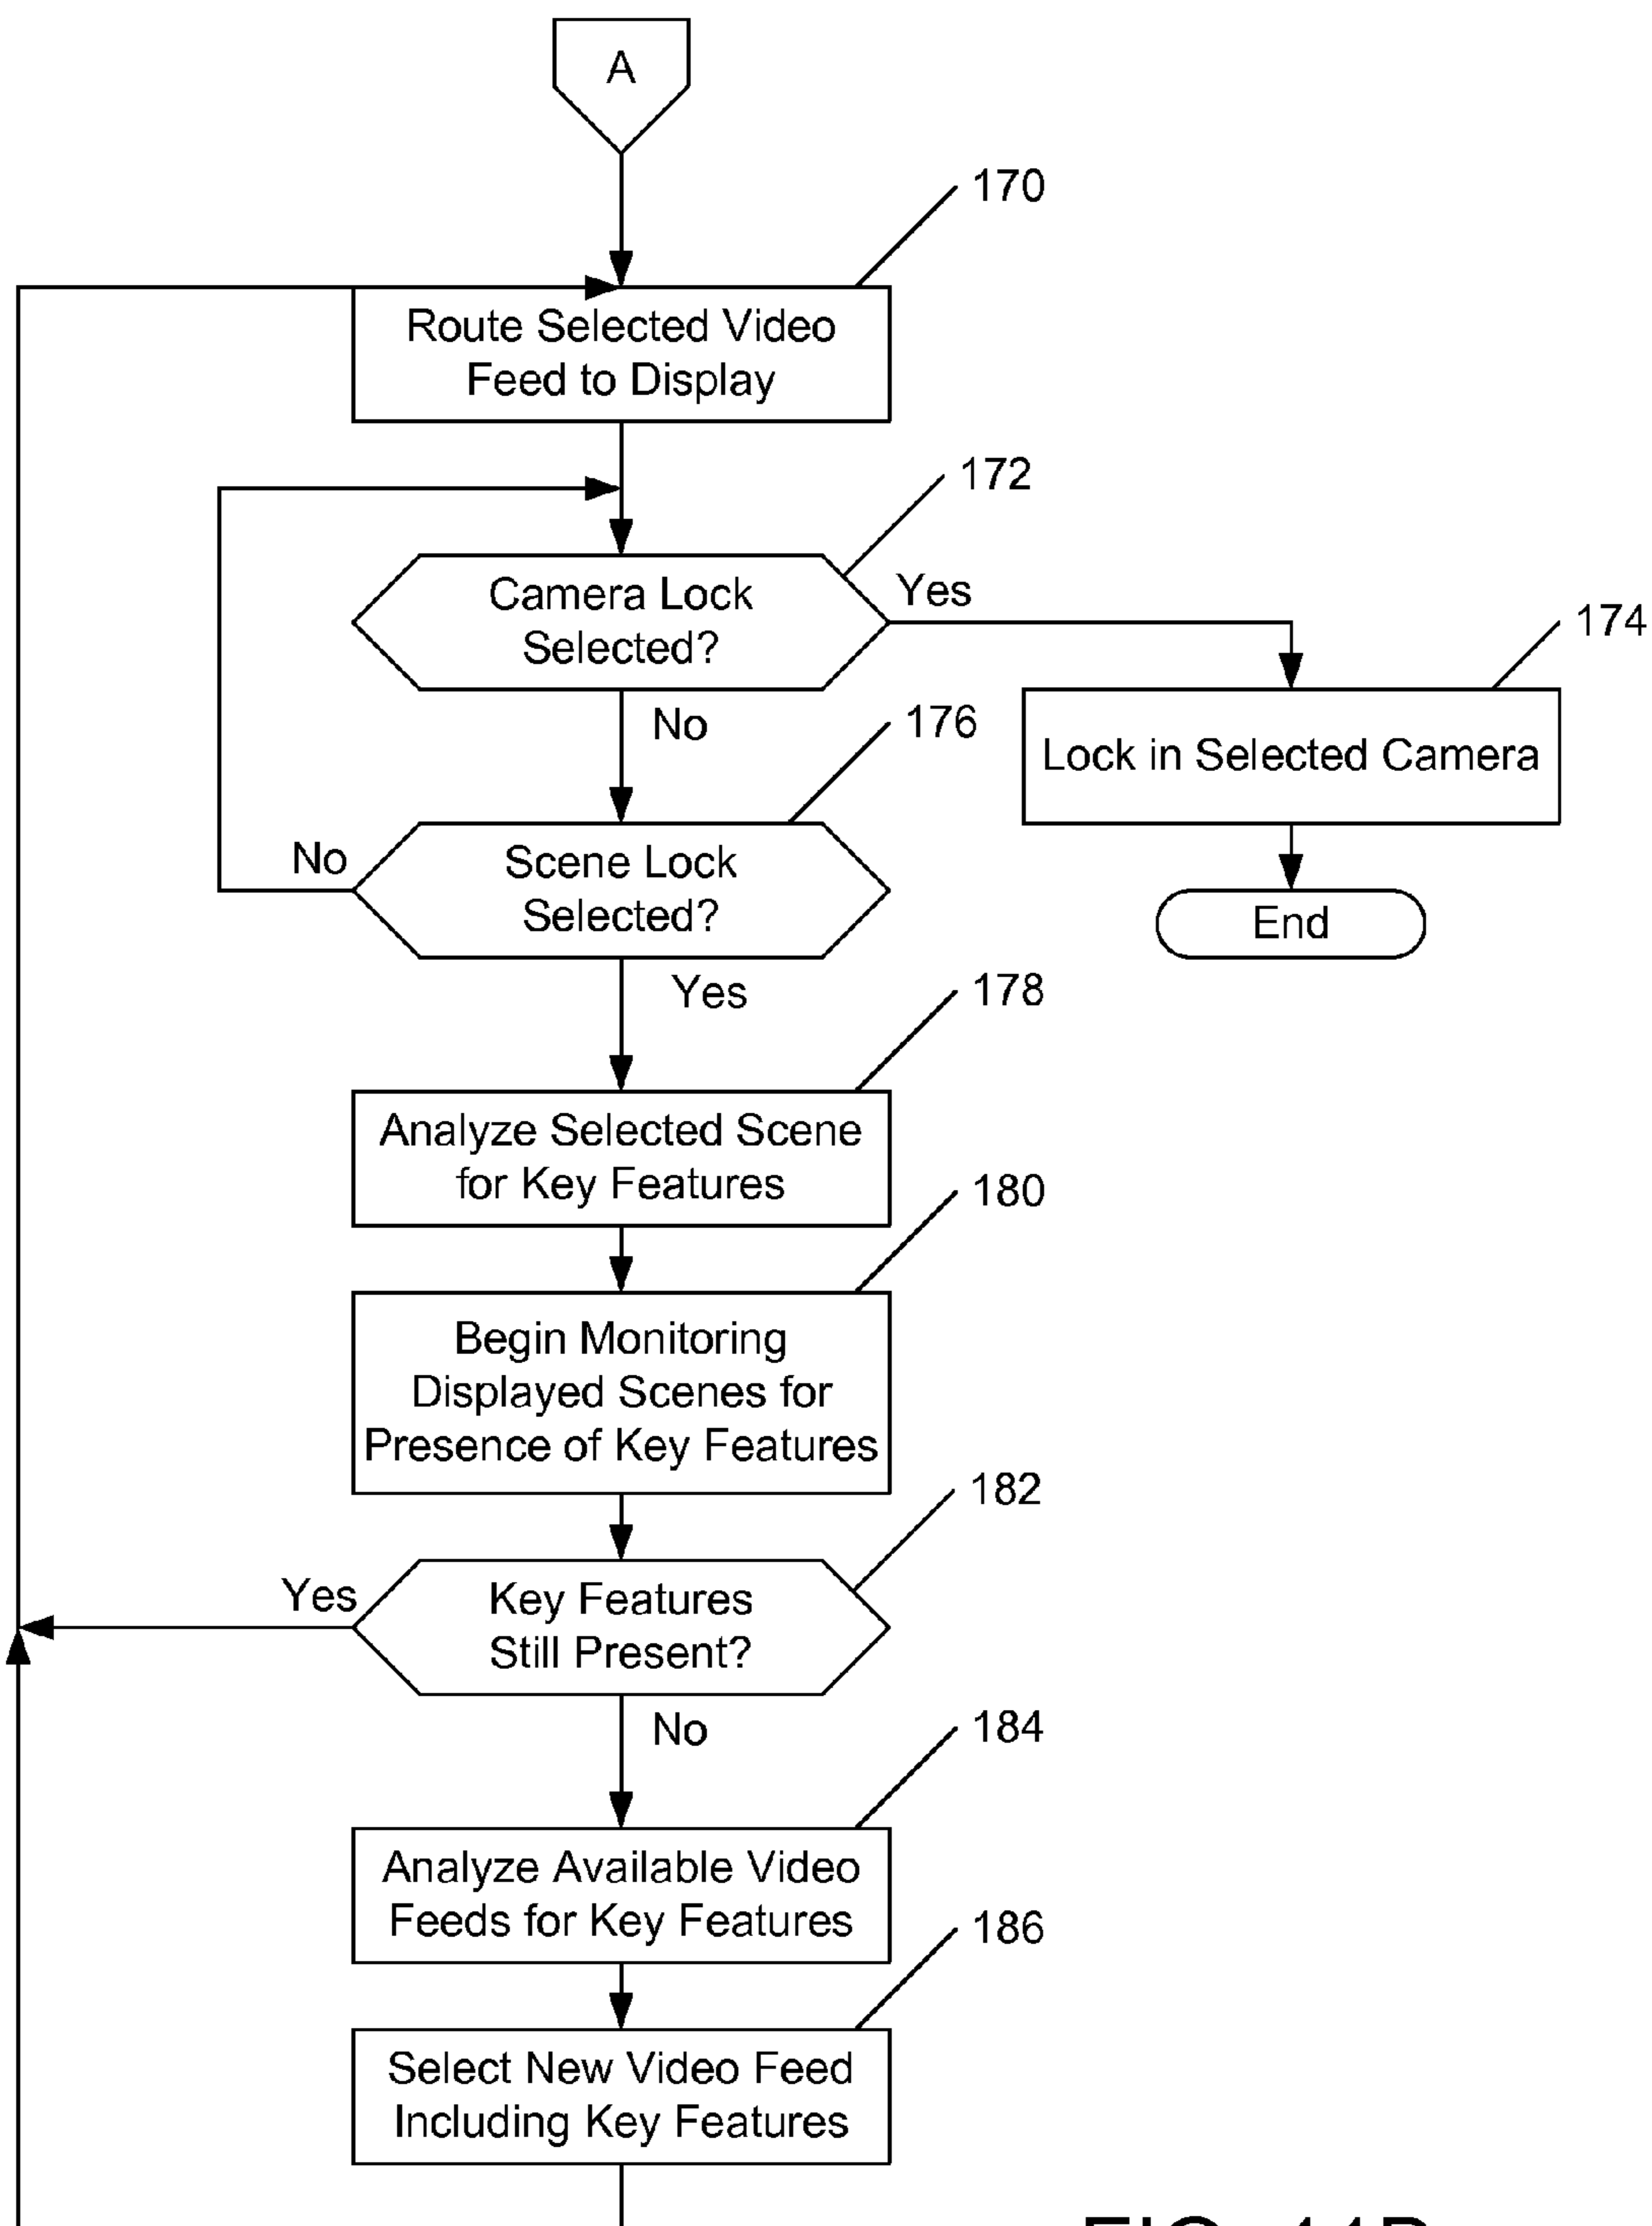 A
170
Route Selected Video
Feed to Display
172
Camera Lock
Selected?
Yes
174
Lock in Selected Camera
No
176
Scene Lock
Selected?
No
End
Yes
178
Analyze Selected Scene
for Key Features
180
Begin Monitoring
Displayed Scenes for
Presence of Key Features
182
Key Features
Still Present?
Yes
No
184
Analyze Available Video
Feeds for Key Features
186
Select New Video Feed
Including Key Features